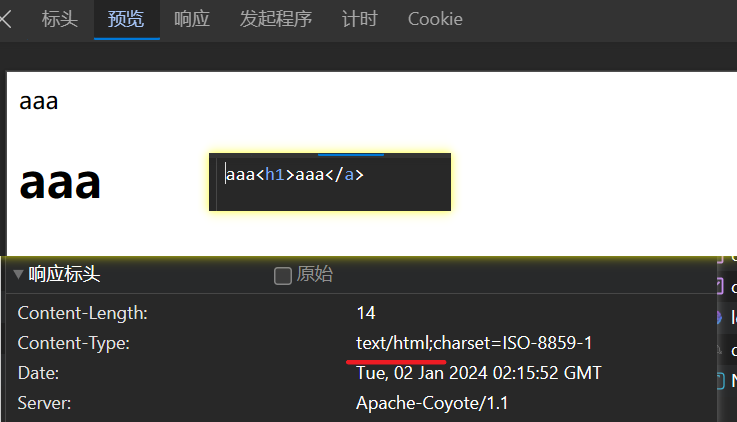 标头 预览 响应 发起程序 计时 Cookie
aaa
aaa
aaa<h1>aaa</a>
响应标头 原始
Content-Length: 14
Content-Type: text/html;charset=ISO-8859-1
Date: Tue, 02 Jan 2024 02:15:52 GMT
Server: Apache-Coyote/1.1